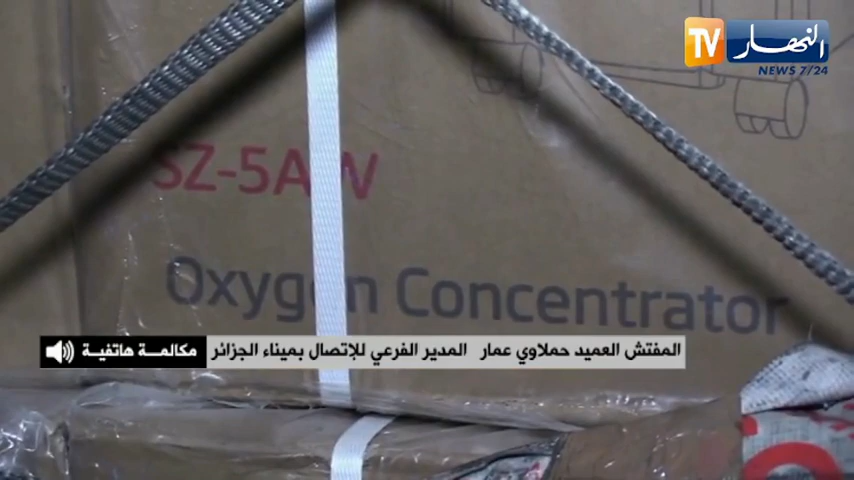 TV النهار
NEWS 7/24
SZ-5AW
Oxygen Concentrator
المفتش العميد حملاوي عمار المدير الفرعي للإتصال بميناء الجزائر
مكالمة هاتفية